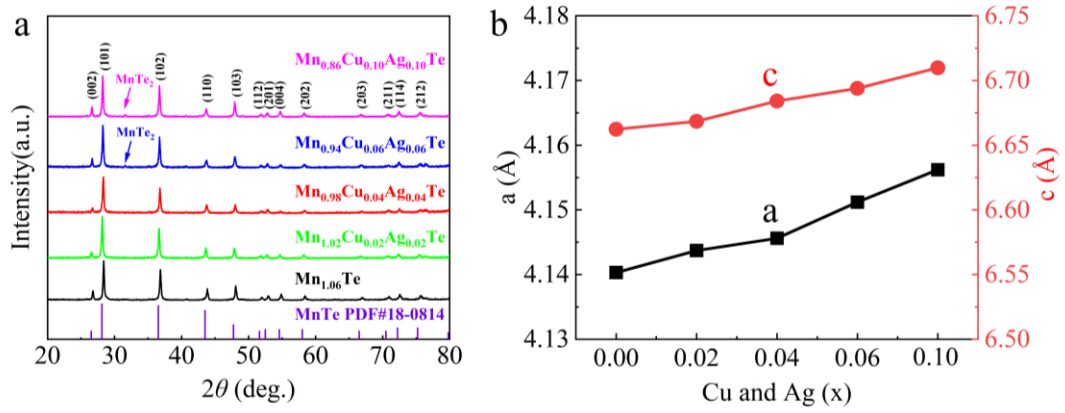 a
Intensity(a.u.)
(002)
(101)
(102)
(110)
(103)
(112)
(201)
(004)
(202)
(203)
(211)
(114)
(212)
Mn₀.₈₆Cu₀.₁₀Ag₀.₁₀Te
MnTe₂
Mn₀.₉₄Cu₀.₀₆Ag₀.₀₆Te
MnTe₂
Mn₀.₉₈Cu₀.₀₄Ag₀.₀₄Te
Mn₁.₀₂Cu₀.₀₂Ag₀.₀₂Te
Mn₁.₀₆Te
MnTe PDF#18-0814
20 30 40 50 60 70 80
2θ (deg.)
b
a (Å)
4.18
4.17
4.16
4.15
4.14
4.13
c
a
6.75
6.70
6.65
6.60
6.55
6.50
c (Å)
0.00 0.02 0.04 0.06 0.10
Cu and Ag (x)